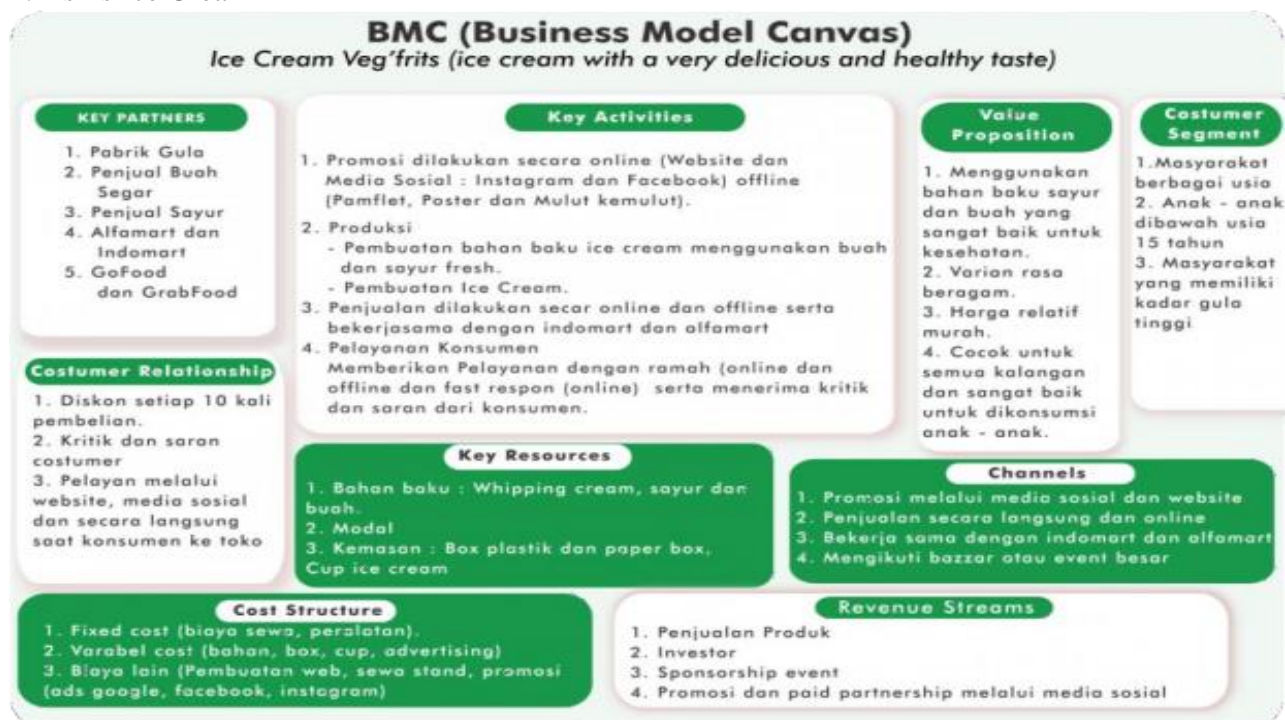 BMC (Business Model Canvas)
Ice Cream Veg'frits (ice cream with a very delicious and healthy taste)
KEY PARTNERS
1. Pabrik Gula
2. Penjual Buah
Segar
3. Penjual Sayur
4. Alfamart dan
Indomart
5. GoFood
dan GrabFood
Key Activities
1. Promosi dilakukan secara online (Website dan
Media Sosial : Instagram dan Facebook) offline
(Pamflet, Poster dan Mulut kemulut).
2. Produksi
- Pembuatan bahan baku ice cream menggunakan buah
dan sayur fresh.
- Pembuatan Ice Cream.
3. Penjualan dilakukan secar online dan offline serta
bekerjasama dengan indomart dan alfamart
4. Pelayanan Konsumen
Memberikan Pelayanan dengan ramah (online dan
offline dan fast respon (online) serta menerima kritik
dan saran dari konsumen.
Value
Proposition
1. Menggunakan
bahan baku sayur
dan buah yang
sangat baik untuk
kesehatan.
2. Varian rasa
beragam.
3. Harga relatif
murah.
4. Cocok untuk
semua kalangan
dan sangat baik
untuk dikonsumsi
anak - anak.
Costumer
Segment
1.Masyarakat
berbagai usia
2. Anak - anak
dibawah usia
15 tahun
3. Masyarakat
yang memiliki
kadar gula
tinggi
Costumer Relationship
1. Diskon setiap 10 kali
pembelian.
2. Kritik dan saran
costumer
3. Pelayan melalui
website, media sosial
dan secara langsung
saat konsumen ke toko
Key Resources
1. Bahan baku : Whipping cream, sayur dan
buah.
2. Modal
3. Kemasan : Box plastik dan paper box,
Cup ice cream
Channels
1. Promosi melalui media sosial dan website
2. Penjualan secara langsung dan online
3. Bekerja sama dengan indomart dan alfamart
4. Mengikuti bazzar atau event besar
Cost Structure
1. Fixed cost (biaya sewa, peralatan).
2. Varabel cost (bahan, box, cup, advertising)
3. Biaya lain (Pembuatan web, sewa stand, promosi
(ads google, facebook, instagram)
Revenue Streams
1. Penjualan Produk
2. Investor
3. Sponsorship event
4. Promosi dan paid partnership melalui media sosial